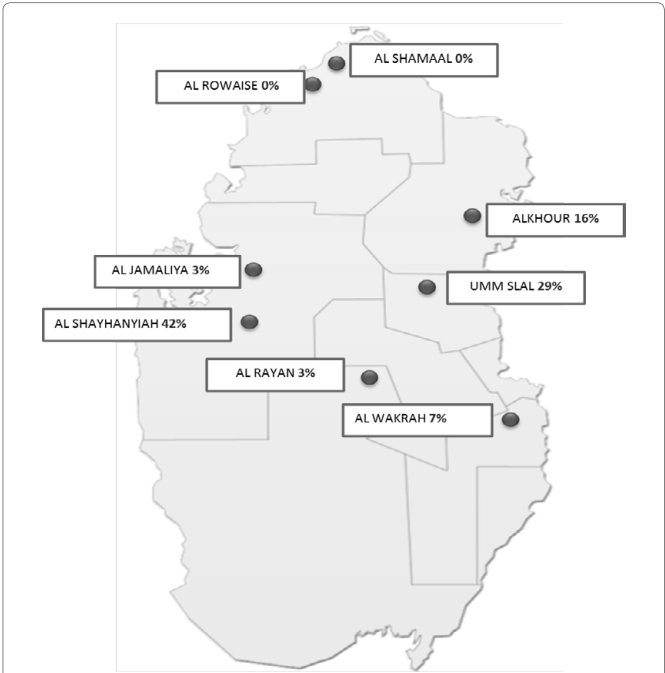 AL SHAMAAL 0%
AL ROWAISE 0%
ALKHOUR 16%
AL JAMALIYA 3%
UMM SLAL 29%
AL SHAYHANYIAH 42%
AL RAYAN 3%
AL WAKRAH 7%